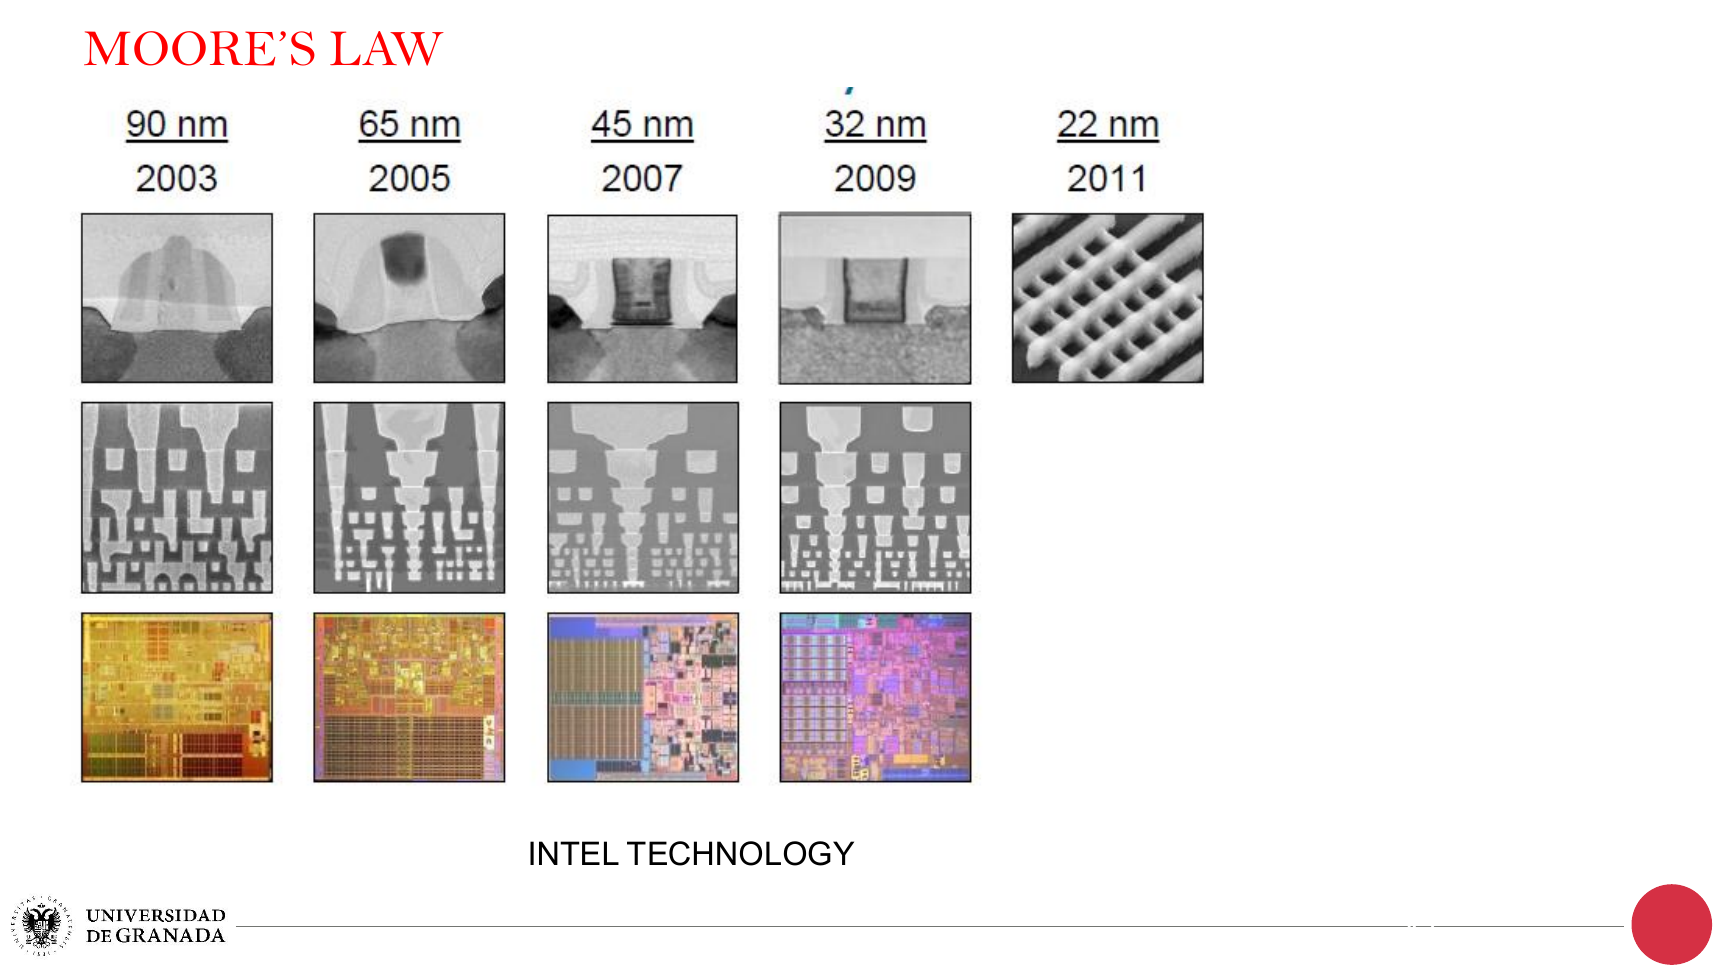 MOORE'S LAW
90 nm 65 nm 45 nm 32 nm 22 nm
2003 2005 2007 2009 2011
INTEL TECHNOLOGY
UNIVERSIDAD
DE GRANADA